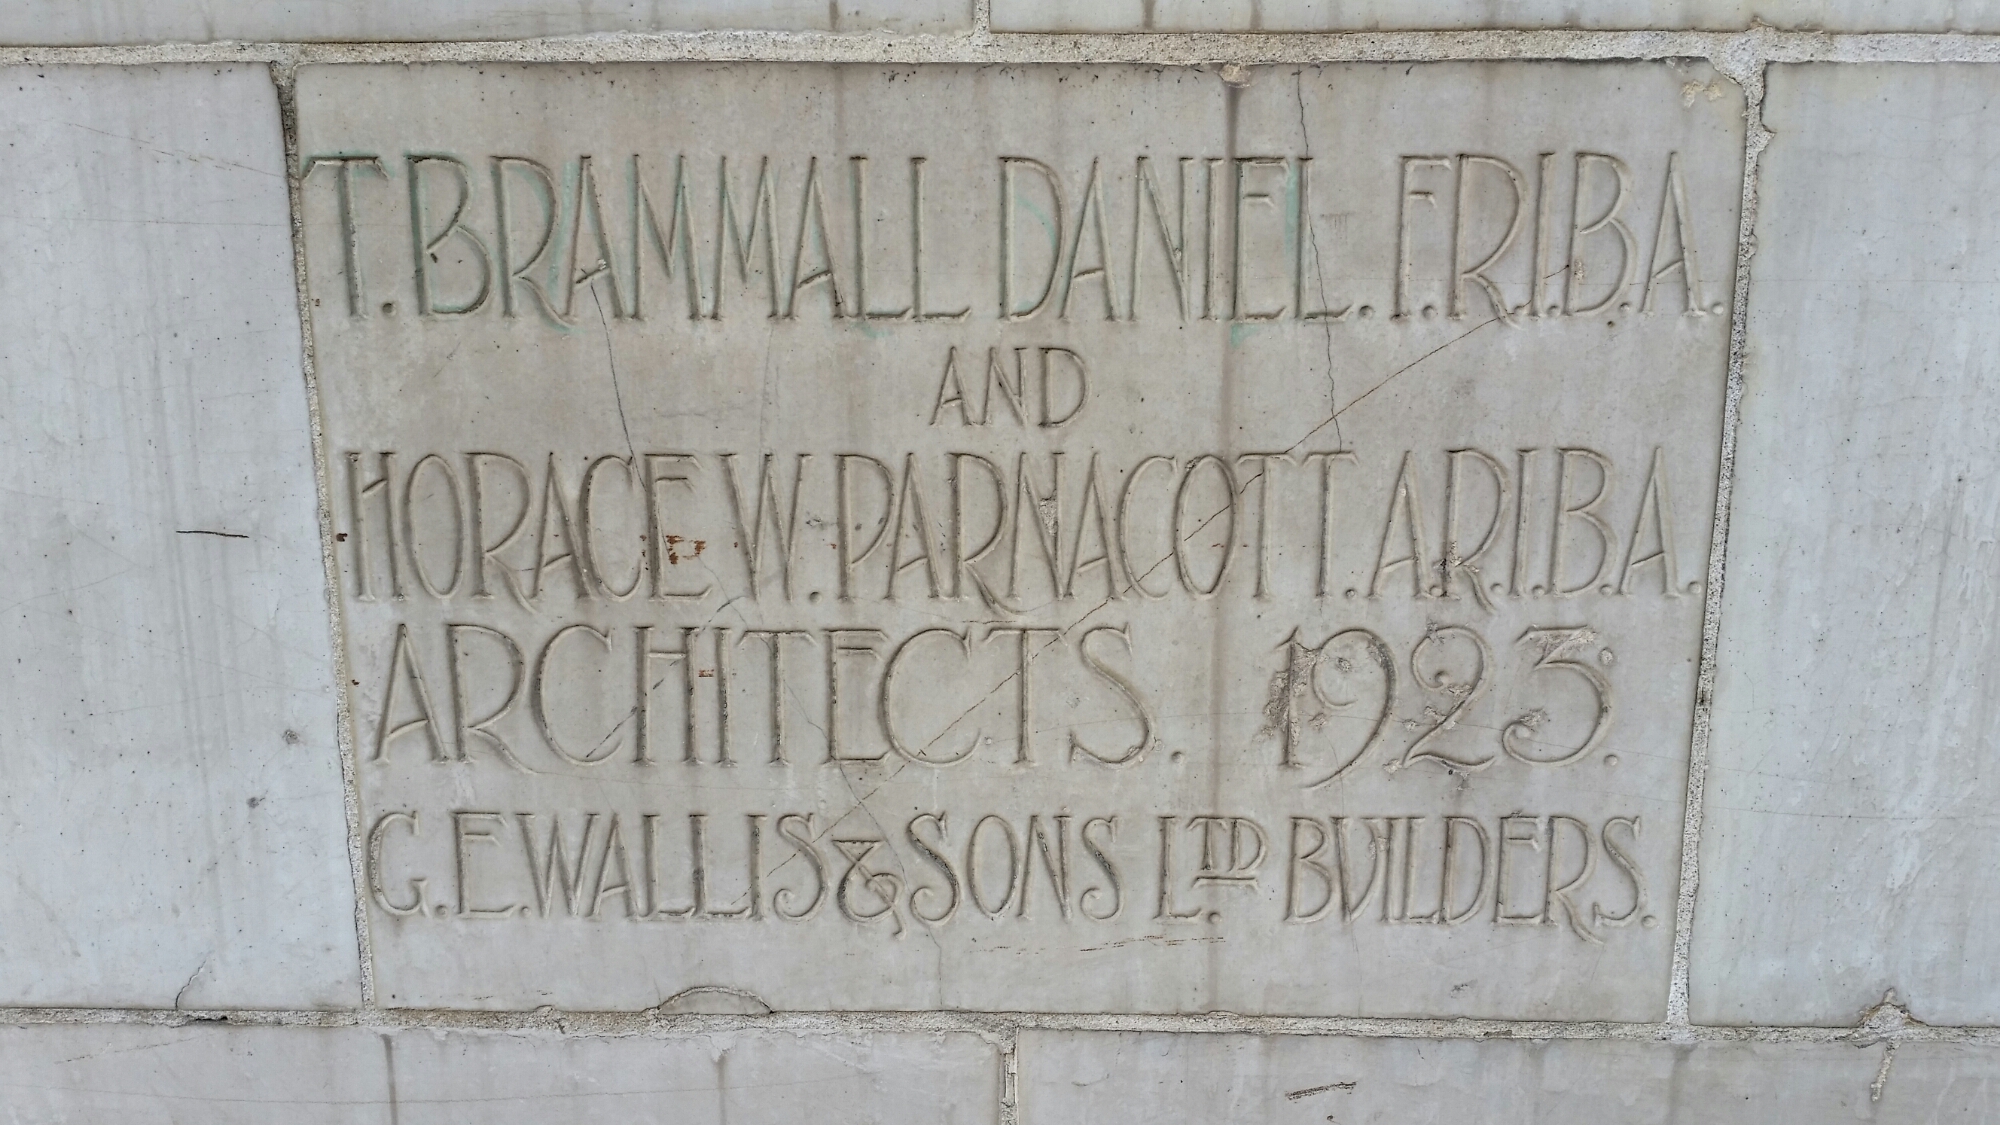 T. BRAMMALL DANIEL. F.R.I.B.A.
AND
HORACE W. PARNACOTT. A.R.I.B.A.
ARCHITECTS. 1923.
G. E. WALLIS & SONS LTD BUILDERS.